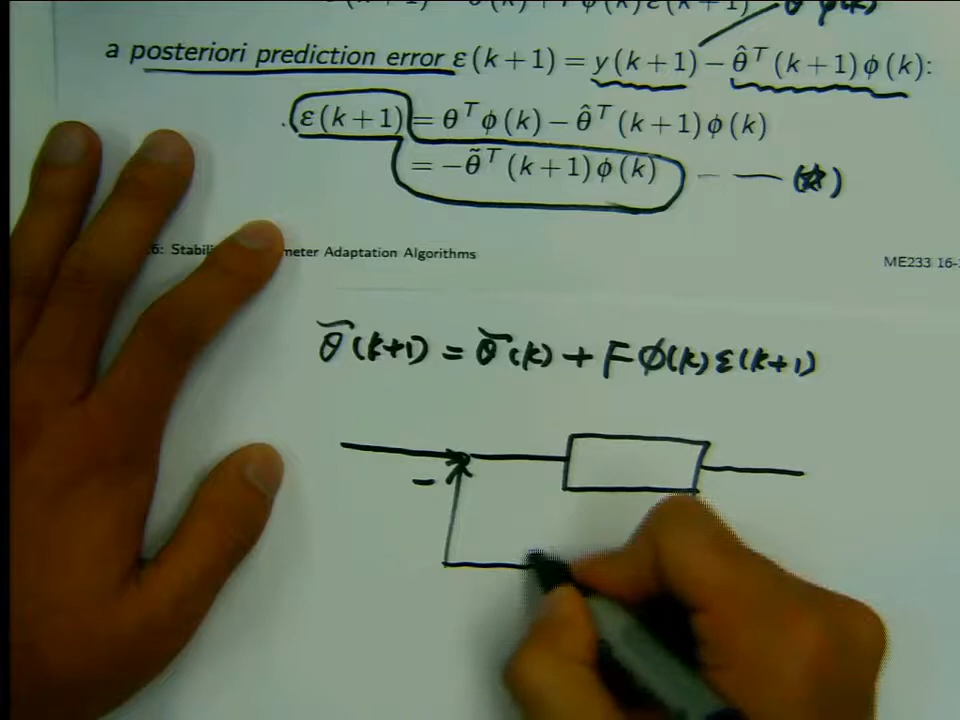 a posteriori prediction error ε(k+1) = y(k+1) − θ̂ᵀ(k+1)ϕ(k):
ε(k+1) = θᵀϕ(k) − θ̂ᵀ(k+1)ϕ(k)
= −θ̃ᵀ(k+1)ϕ(k) — — (☆)
meter Adaptation Algorithms
ME233 16-
θ̃(k+1) = θ̃(k) + Fϕ(k)ε(k+1)
−